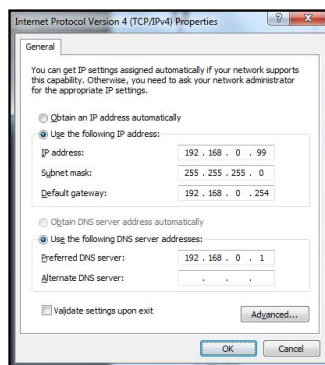 Internet Protocol Version 4 (TCP/IPv4) Properties
General
You can get IP settings assigned automatically if your network supports
this capability. Otherwise, you need to ask your network administrator
for the appropriate IP settings.
Obtain an IP address automatically
Use the following IP address:
IP address: 192 . 168 . 0 . 99
Subnet mask: 255 . 255 . 255 . 0
Default gateway: 192 . 168 . 0 . 254
Obtain DNS server address automatically
Use the following DNS server addresses:
Preferred DNS server: 192 . 168 . 0 . 1
Alternate DNS server: . . .
Validate settings upon exit
Advanced...
OK Cancel